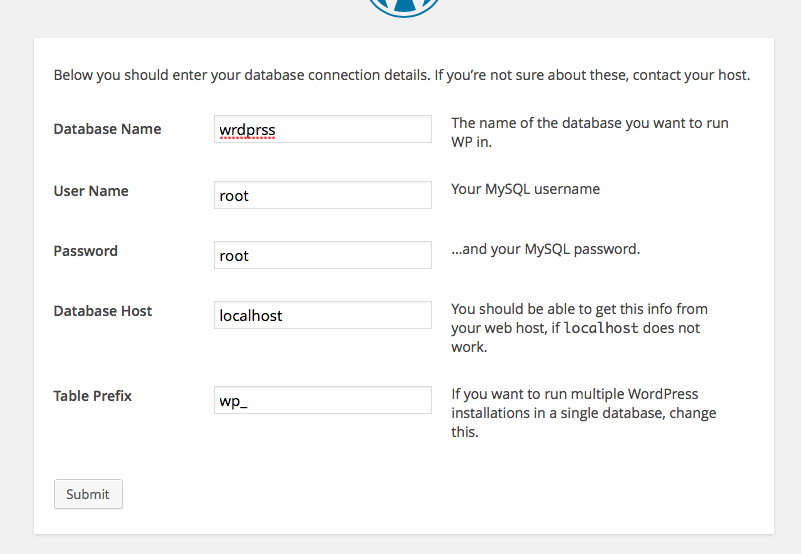 Below you should enter your database connection details. If you’re not sure about these, contact your host.
Database Name
wrdprss
The name of the database you want to run
WP in.
User Name
root
Your MySQL username
Password
root
…and your MySQL password.
Database Host
localhost
You should be able to get this info from
your web host, if localhost does not
work.
Table Prefix
wp_
If you want to run multiple WordPress
installations in a single database, change
this.
Submit